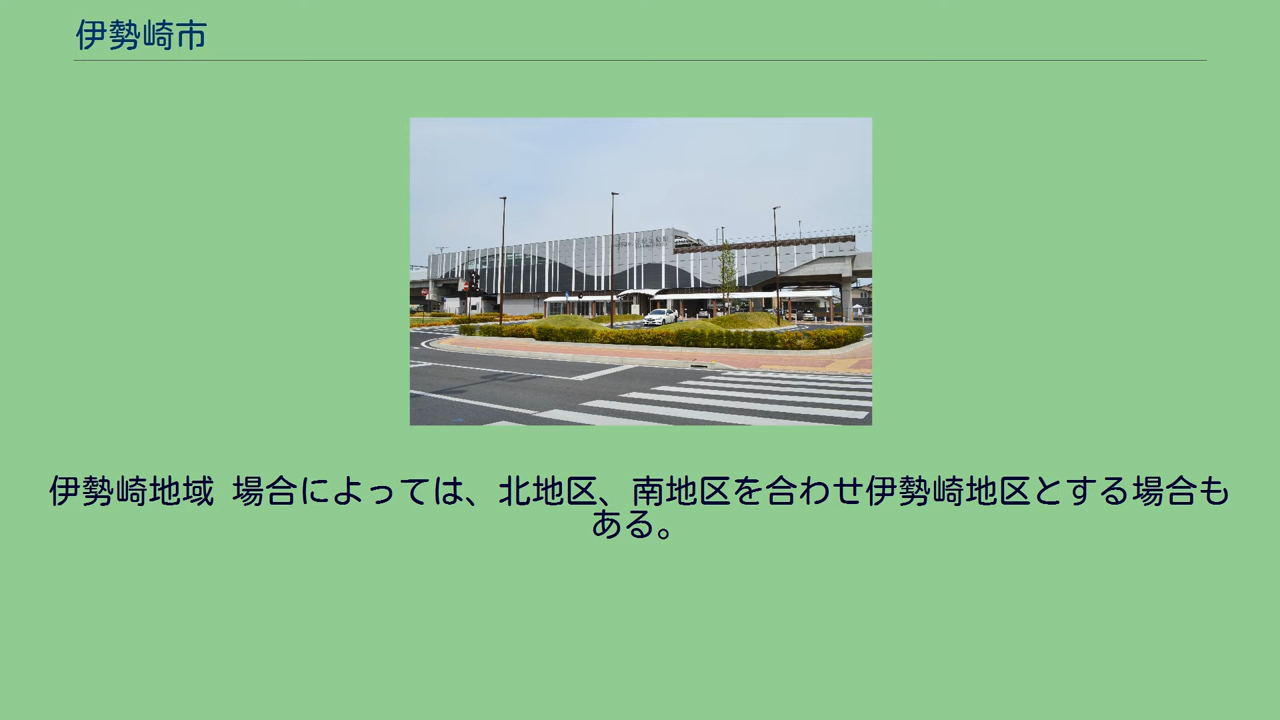 伊勢崎市
伊勢崎地域 場合によっては、北地区、南地区を合わせ伊勢崎地区とする場合も
ある。